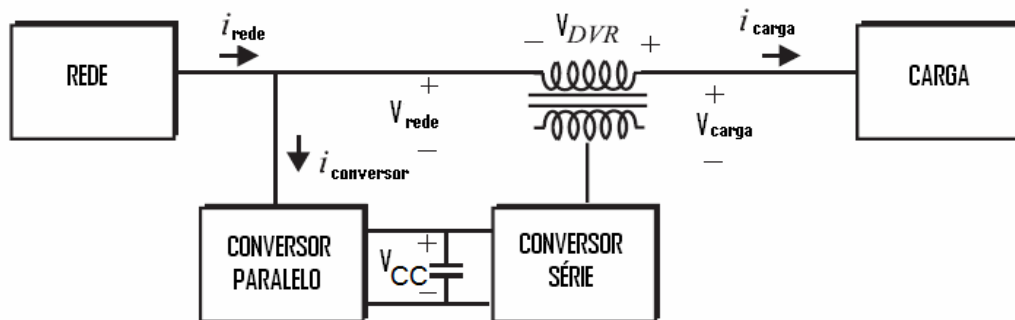 i rede
− V DVR +
i carga
REDE
CARGA
+
V rede
−
+
V carga
−
i conversor
CONVERSOR
PARALELO
+
V CC
−
CONVERSOR
SÉRIE